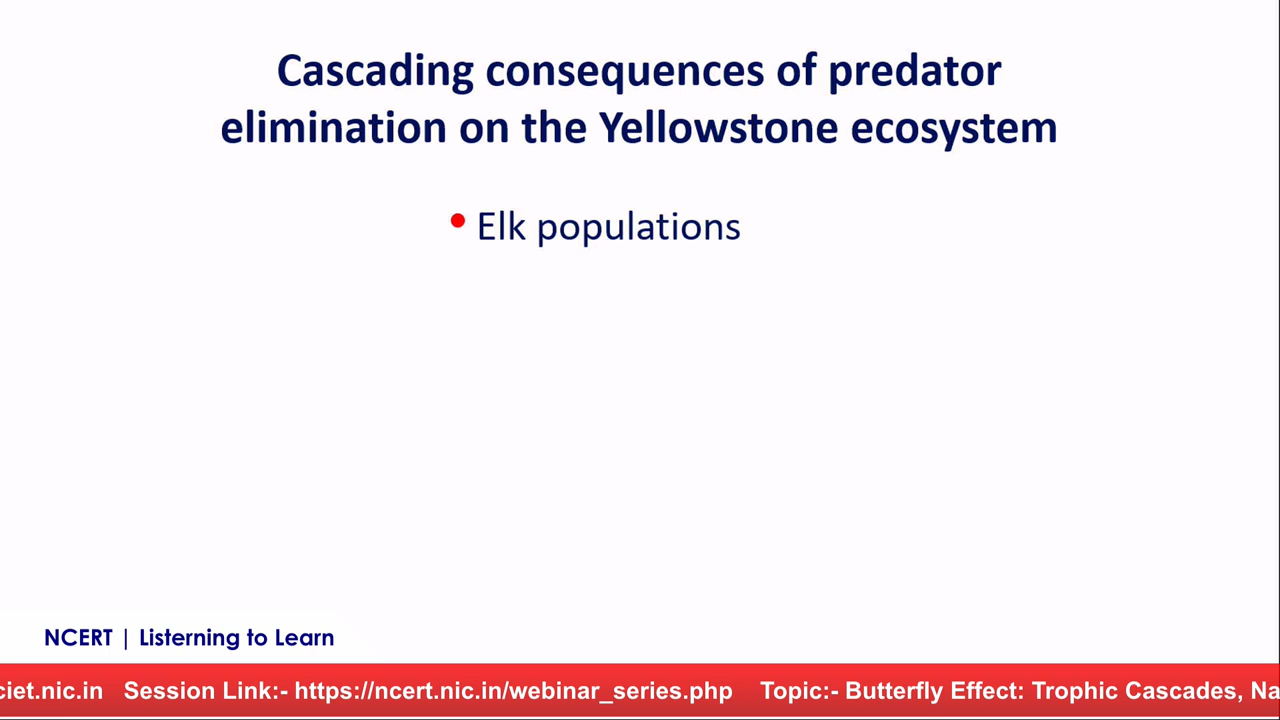 Cascading consequences of predator
elimination on the Yellowstone ecosystem
• Elk populations
NCERT | Listerning to Learn
ciet.nic.in Session Link:- https://ncert.nic.in/webinar_series.php Topic:- Butterfly Effect: Trophic Cascades, Na